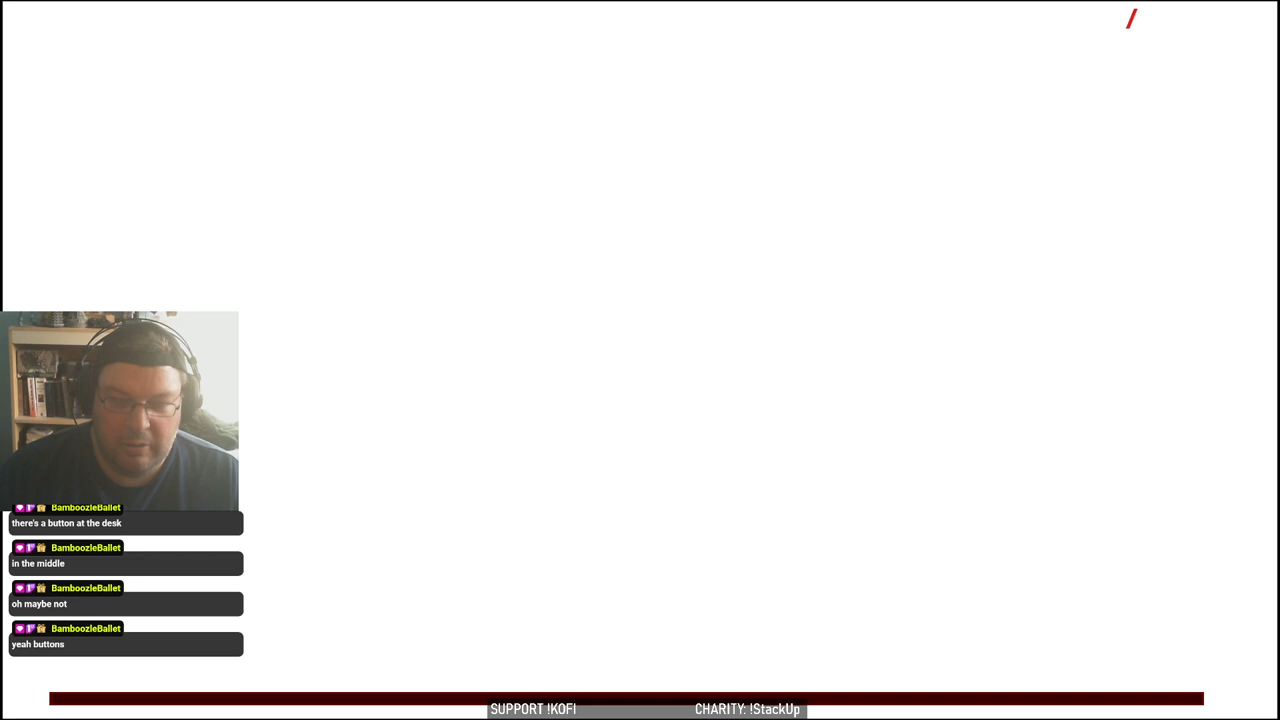 /
BamboozleBallet
there's a button at the desk
BamboozleBallet
in the middle
BamboozleBallet
oh maybe not
BamboozleBallet
yeah buttons
SUPPORT !KOFI CHARITY: !StackUp